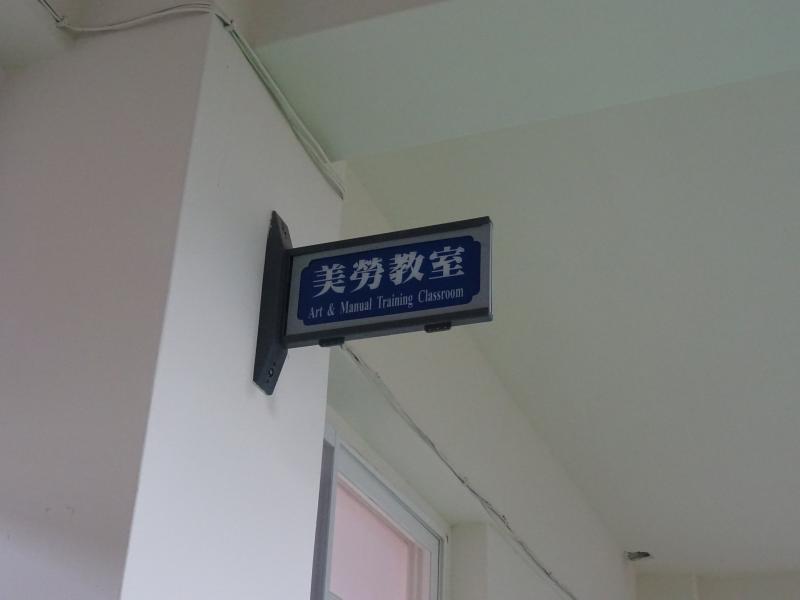 美勞教室
Art & Manual Training Classroom